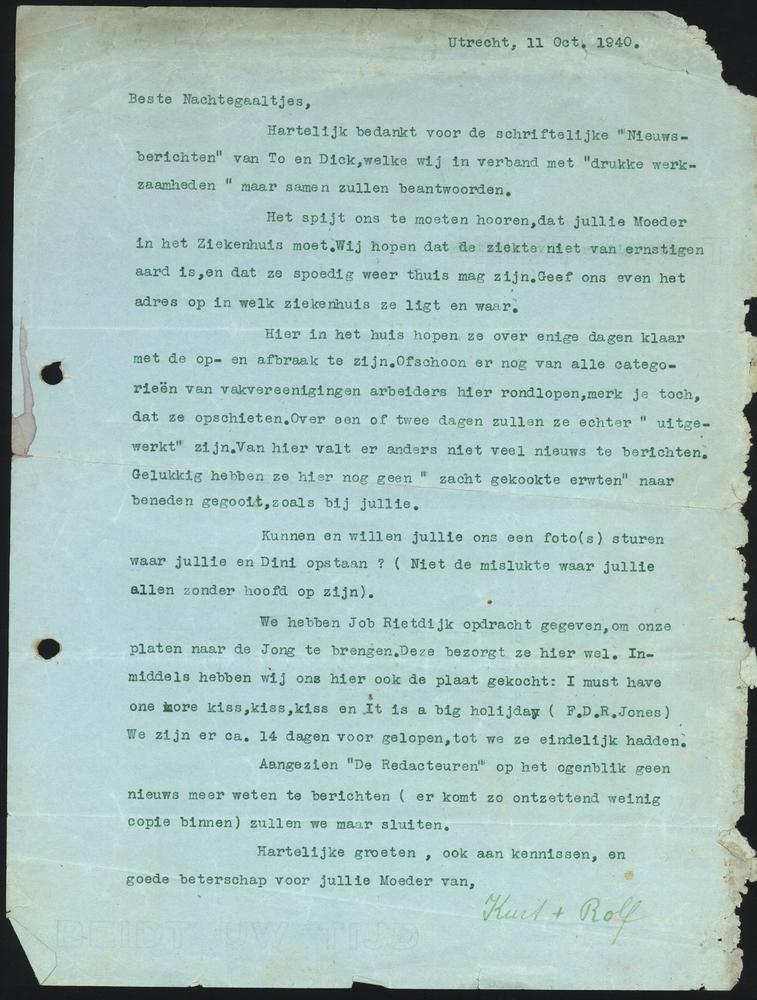 Utrecht, 11 Oct. 1940.
Beste Nachtegaaltjes,
Hartelijk bedankt voor de schriftelijke "Nieuws-
berichten" van To en Dick,welke wij in verband met "drukke werk-
zaamheden " maar samen zullen beantwoorden.
Het spijt ons te moeten hooren,dat jullie Moeder
in het Ziekenhuis moet.Wij hopen dat de ziekte niet van ernstigen
aard is,en dat ze spoedig weer thuis mag zijn.Geef ons even het
adres op in welk ziekenhuis ze ligt en waar.
Hier in het huis hopen ze over enige dagen klaar
met de op- en afbraak te zijn.Ofschoon er nog van alle catego-
rieën van vakvereenigingen arbeiders hier rondlopen,merk je toch,
dat ze opschieten.Over een of twee dagen zullen ze echter " uitge-
werkt" zijn.Van hier valt er anders niet veel nieuws te berichten.
Gelukkig hebben ze hier nog geen " zacht gekookte erwten" naar
beneden gegooit,zoals bij jullie.
Kunnen en willen jullie ons een foto(s) sturen
waar jullie en Dini opstaan ? ( Niet de mislukte waar jullie
allen zonder hoofd op zijn).
We hebben Job Rietdijk opdracht gegeven,om onze
platen naar de Jong te brengen.Deze bezorgt ze hier wel. In-
middels hebben wij ons hier ook de plaat gekocht: I must have
one more kiss,kiss,kiss en It is a big holijday ( F.D.R.Jones)
We zijn er ca. 14 dagen voor gelopen,tot we ze eindelijk hadden.
Aangezien "De Redacteuren" op het ogenblik geen
nieuws meer weten te berichten ( er komt zo ontzettend weinig
copie binnen) zullen we maar sluiten.
Hartelijke groeten , ook aan kennissen, en
goede beterschap voor jullie Moeder van,
Kurt + Rolf
BEIDT UW TIJD